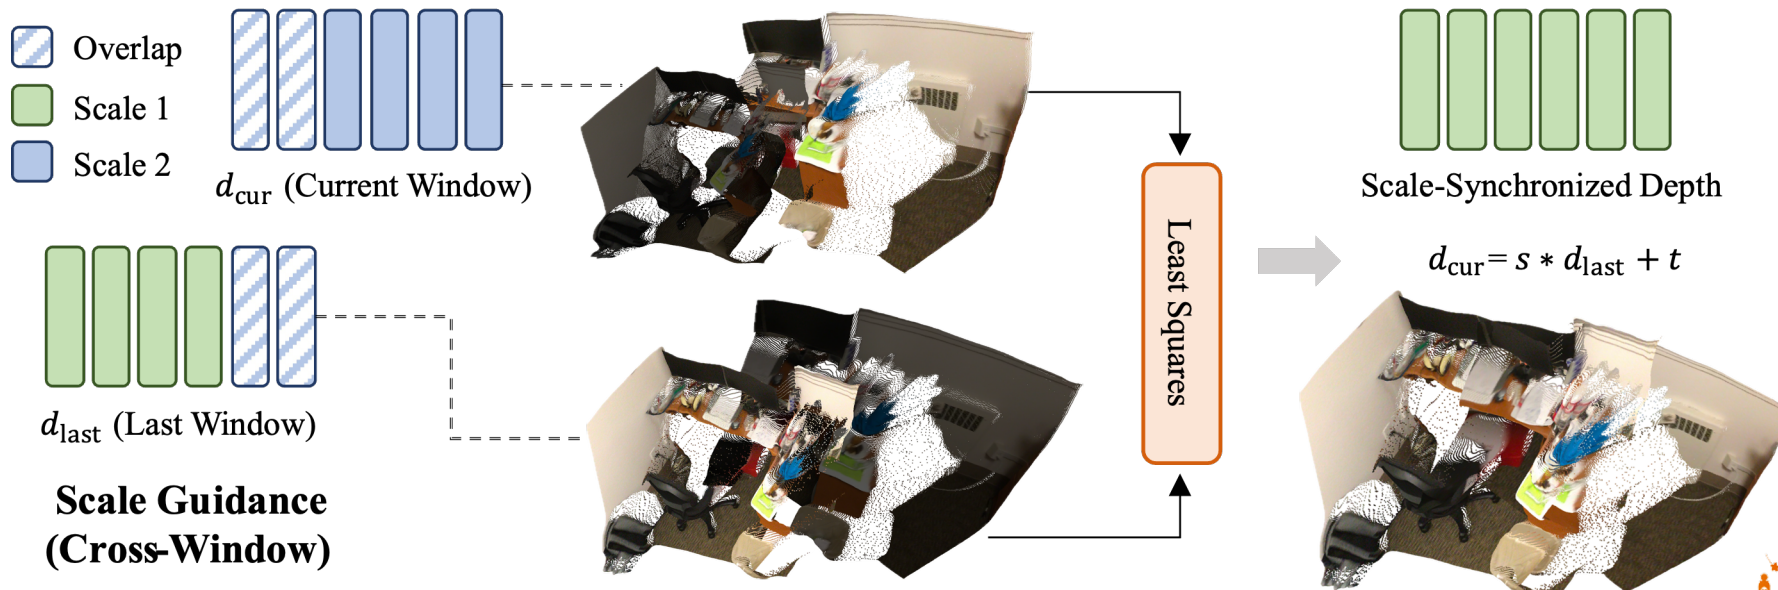 Overlap
Scale 1
Scale 2
d_cur (Current Window)
d_last (Last Window)
Scale Guidance
(Cross-Window)
Least Squares
Scale-Synchronized Depth
d_cur = s * d_last + t